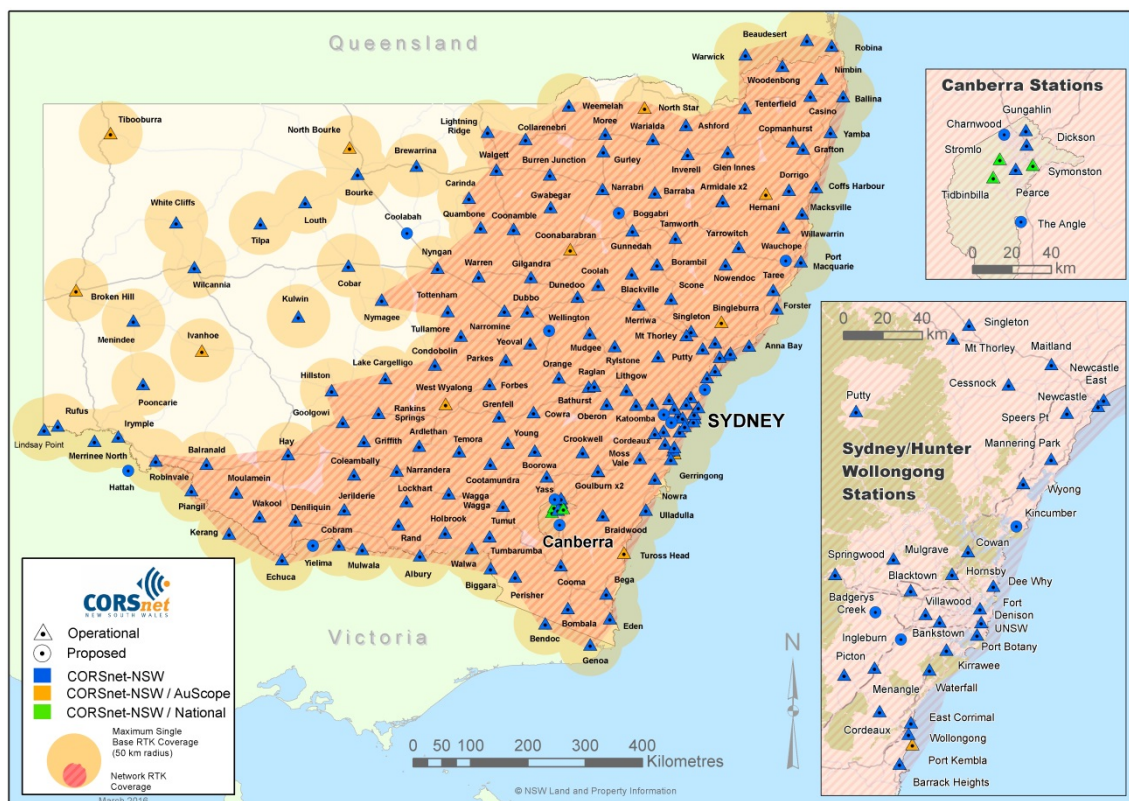 Queensland
Beaudesert
Robina
Warwick
Nimbin
Woodenbong
Weemelah
North Star
Tenterfield
Ballina
Tibooburra
Lightning
Ridge
Moree
Warialda
Ashford
Casino
North Bourke
Collarenebri
Copmanhurst
Yamba
Brewarrina
Walgett
Burren Junction
Gurley
Inverell
Glen Innes
Grafton
Bourke
Carinda
Narrabri
Barraba
Armidale x2
Dorrigo
Coffs Harbour
White Cliffs
Louth
Gwabegar
Hernani
Tilpa
Coolabah
Quambone
Coonamble
Boggabri
Macksville
Tamworth
Coonabarabran
Yarrowitch
Willawarrin
Nyngan
Gunnedah
Wauchope
Port
Macquarie
Wilcannia
Cobar
Warren
Gilgandra
Coolah
Borambil
Nowendoc
Taree
Broken Hill
Kulwin
Dunedoo
Blackville
Scone
Nymagee
Tottenham
Dubbo
Bingleburra
Forster
Menindee
Wellington
Merriwa
Singleton
Tullamore
Narromine
Mt Thorley
Ivanhoe
Yeoval
Mudgee
Rylstone
Putty
Anna Bay
Lake Cargelligo
Condobolin
Parkes
Orange
Raglan
Lithgow
Hillston
West Wyalong
Forbes
Bathurst
Pooncarie
Katoomba
SYDNEY
Rufus
Goolgowi
Rankins
Springs
Grenfell
Cowra
Oberon
Irymple
Lindsay Point
Ardlethan
Young
Crookwell
Cordeaux
Hay
Griffith
Temora
Moss
Vale
Merrinee North
Balranald
Coleambally
Boorowa
Hattah
Narrandera
Cootamundra
Goulburn x2
Gerringong
Robinvale
Moulamein
Yass
Jerilderie
Lockhart
Wagga
Wagga
Nowra
Piangil
Wakool
Deniliquin
Tumut
Ulladulla
Holbrook
Braidwood
Canberra
Kerang
Cobram
Rand
Tumbarumba
Tuross Head
Echuca
Yielima
Mulwala
Albury
Walwa
Biggara
Cooma
Bega
Perisher
Bombala
Eden
Bendoc
Genoa
Victoria
CORSnet
NEW SOUTH WALES
Operational
Proposed
CORSnet-NSW
CORSnet-NSW / AuScope
CORSnet-NSW / National
Maximum Single
Base RTK Coverage
(50 km radius)
Network RTK
Coverage
March 2016
0 50 100 200 300 400
Kilometres
N
© NSW Land and Property Information
Canberra Stations
Gungahlin
Charnwood
Dickson
Stromlo
Symonston
Tidbinbilla
Pearce
The Angle
0 20 40
km
0 20 40
km
Singleton
Mt Thorley
Maitland
Cessnock
Newcastle
East
Putty
Newcastle
Speers Pt
Sydney/Hunter
Wollongong
Stations
Mannering Park
Wyong
Kincumber
Cowan
Springwood
Mulgrave
Hornsby
Blacktown
Dee Why
Badgerys
Creek
Villawood
Fort
Denison
Ingleburn
Bankstown
UNSW
Port Botany
Picton
Kirrawee
Menangle
Waterfall
Cordeaux
East Corrimal
Wollongong
Port Kembla
Barrack Heights